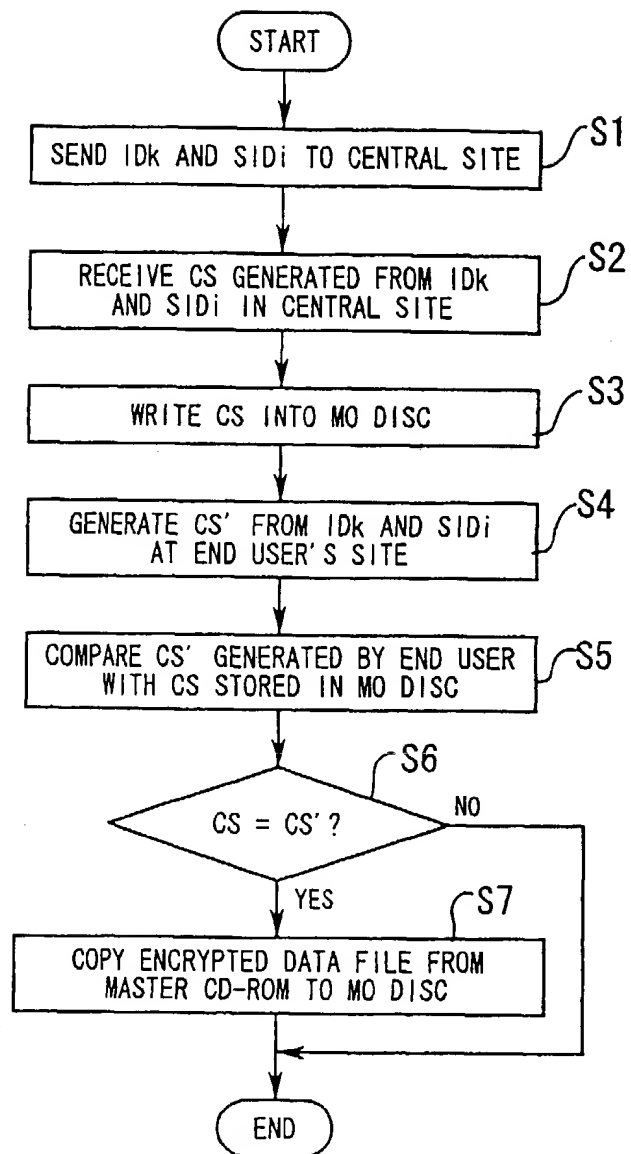 START
SEND IDk AND SIDi TO CENTRAL SITE
S1
RECEIVE CS GENERATED FROM IDk
AND SIDi IN CENTRAL SITE
S2
WRITE CS INTO MO DISC
S3
GENERATE CS' FROM IDk AND SIDi
AT END USER'S SITE
S4
COMPARE CS' GENERATED BY END USER
WITH CS STORED IN MO DISC
S5
S6
CS = CS'?
NO
YES
S7
COPY ENCRYPTED DATA FILE FROM
MASTER CD-ROM TO MO DISC
END